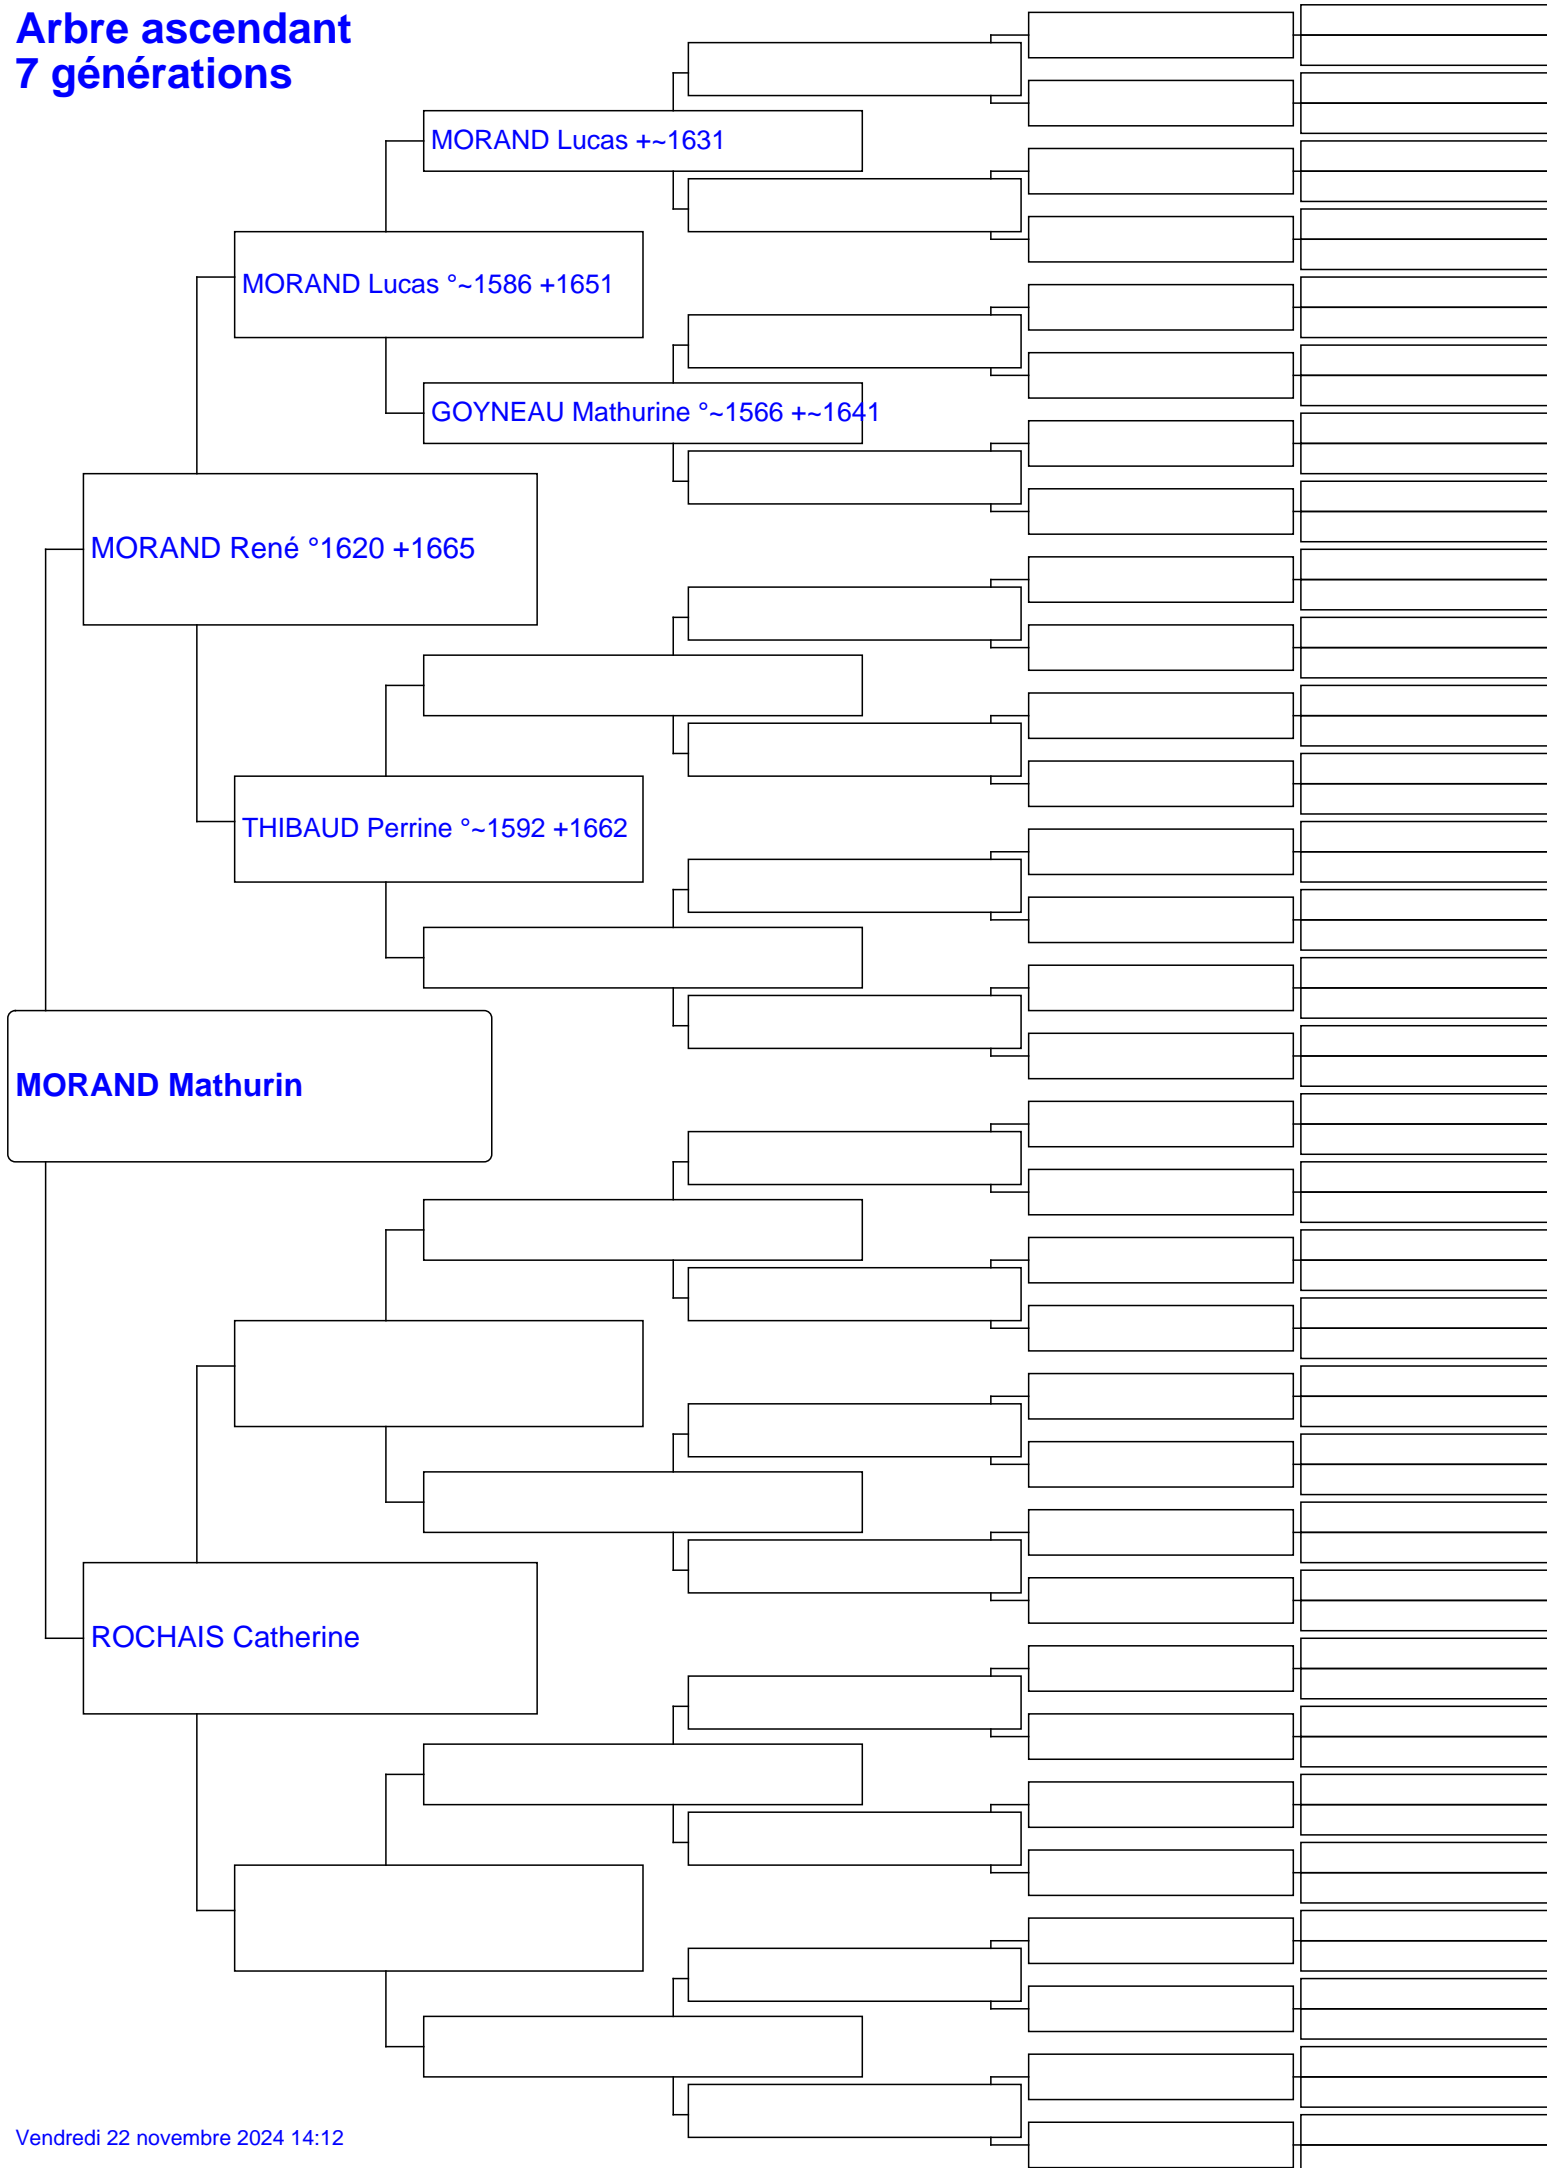 Arbre ascendant
7 générations
MORAND Lucas +~1631
MORAND Lucas °~1586 +1651
GOYNEAU Mathurine °~1566 +~1641
MORAND René °1620 +1665
THIBAUD Perrine °~1592 +1662
MORAND Mathurin
ROCHAIS Catherine
Vendredi 22 novembre 2024 14:12